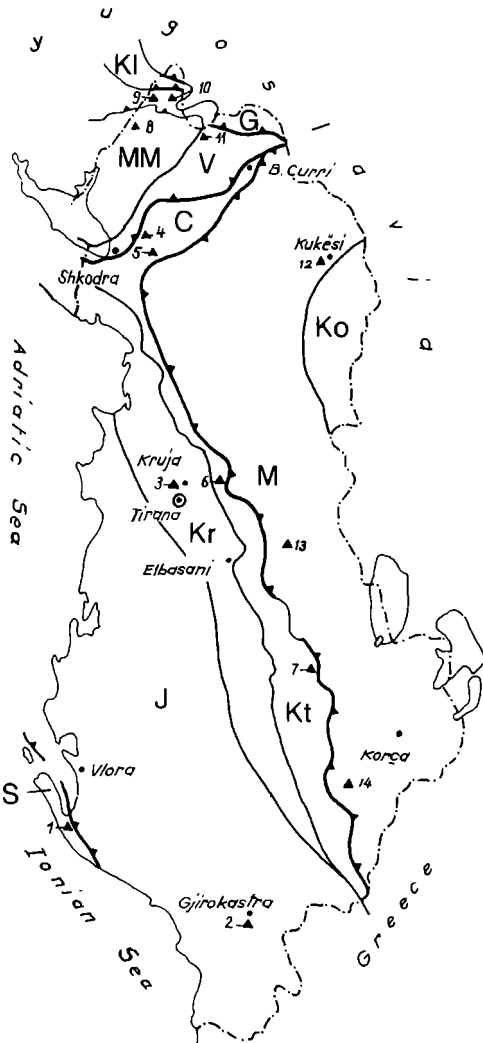 Yugoslavia
KI
10
9
G
8
11
MM
V
B. Curri
C
4
5
Kukësi
12
Shkodra
Ko
Adriatic Sea
Kruja
M
3
6
Tirana
Kr
13
Elbasani
7
J
Kt
Korça
Vlora
S
14
1
Ionian Sea
Gjirokastra
2
Greece